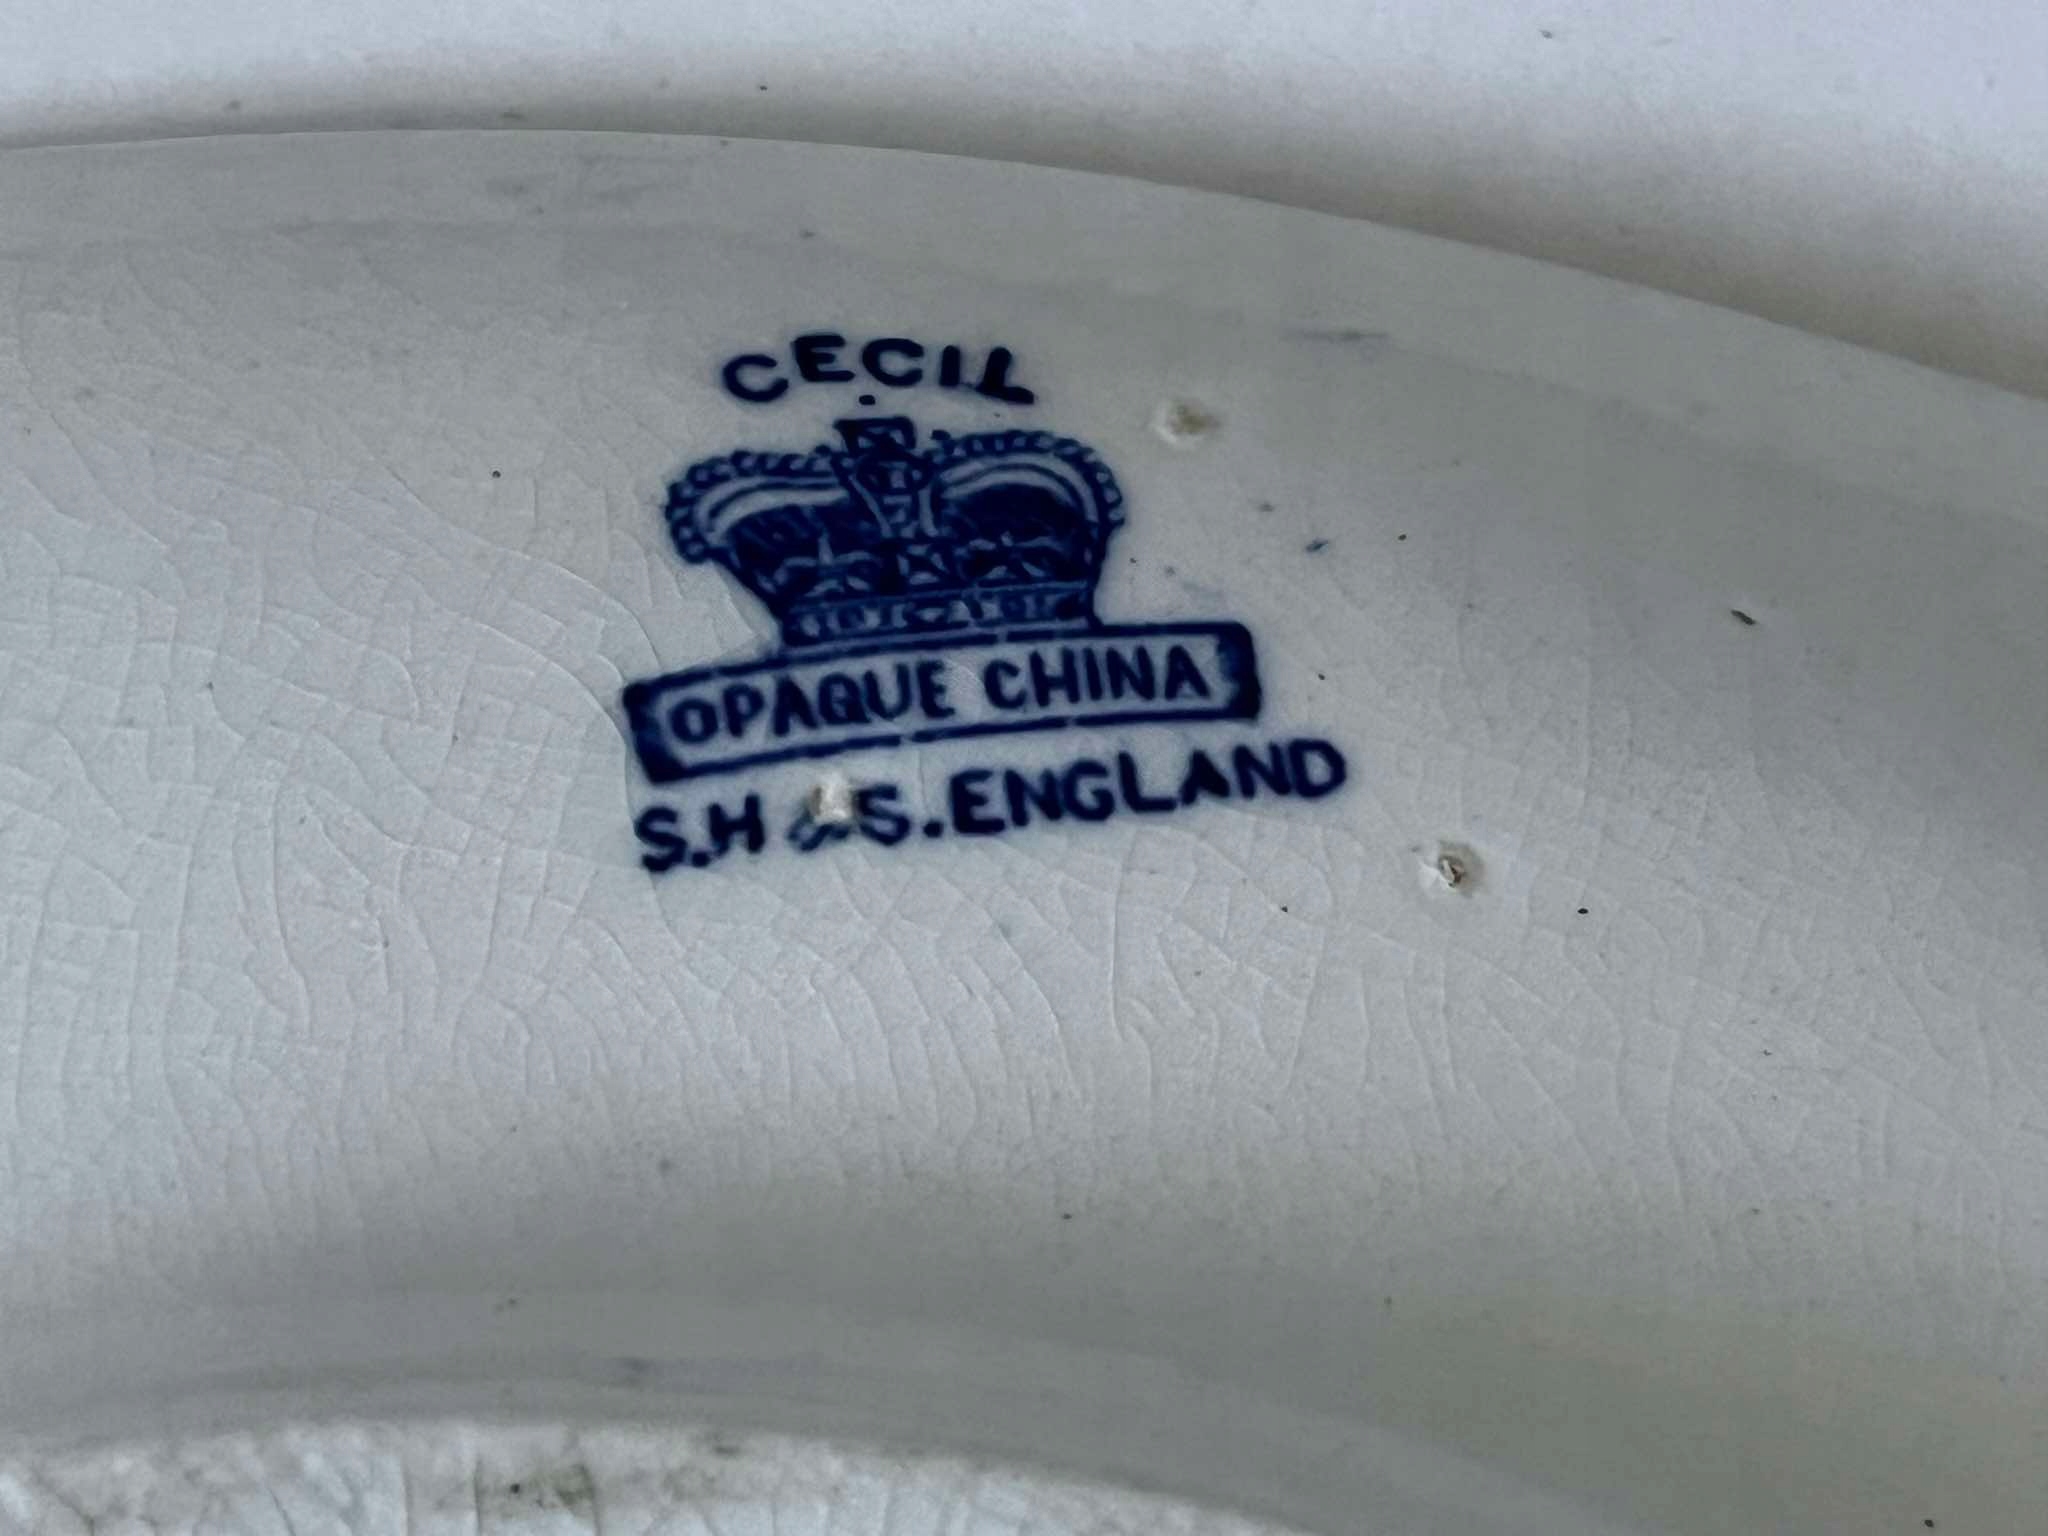 CECIL
OPAQUE CHINA
S.H & S. ENGLAND